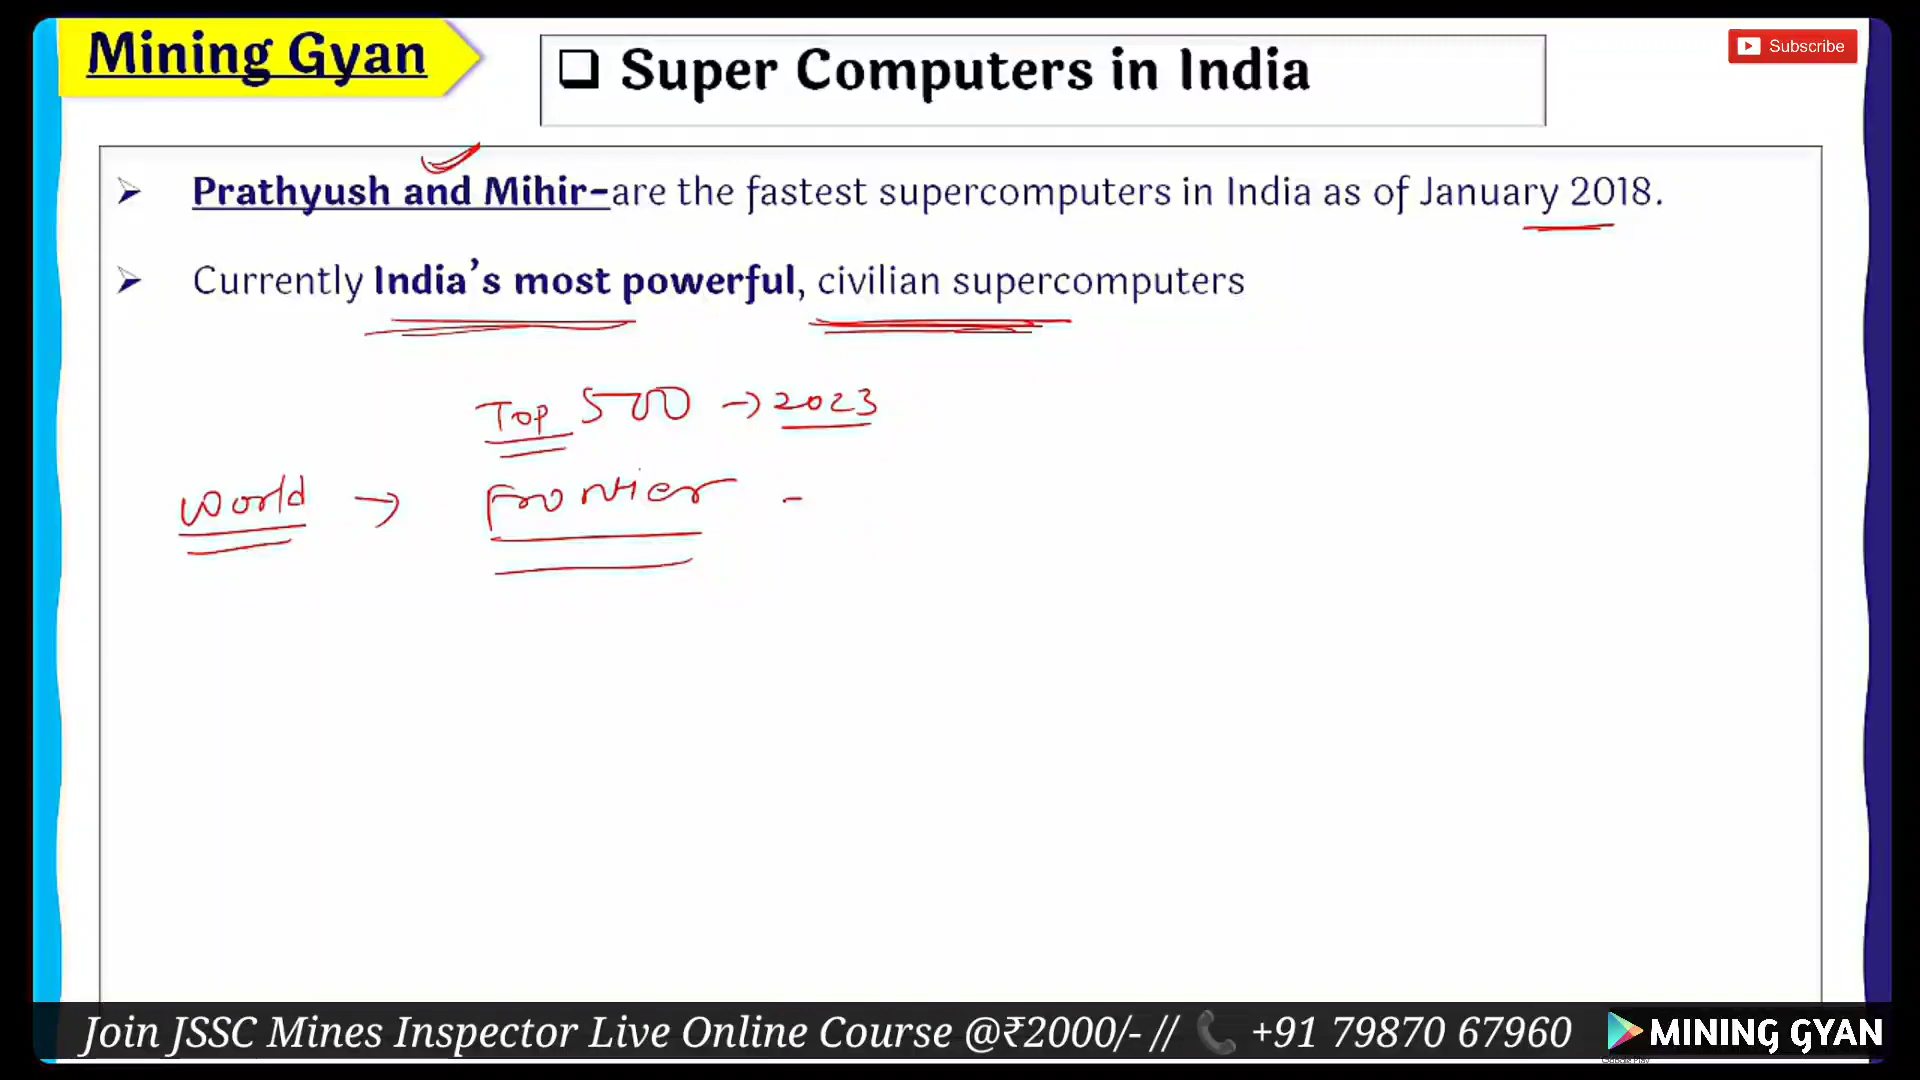 Mining Gyan
❑ Super Computers in India
Subscribe
➢ Prathyush and Mihir-are the fastest supercomputers in India as of January 2018.
➢ Currently India's most powerful, civilian supercomputers
Top 500 → 2023
World → Frontier -
Join JSSC Mines Inspector Live Online Course @₹2000/- // 📞 +91 79870 67960
MINING GYAN
Google Play